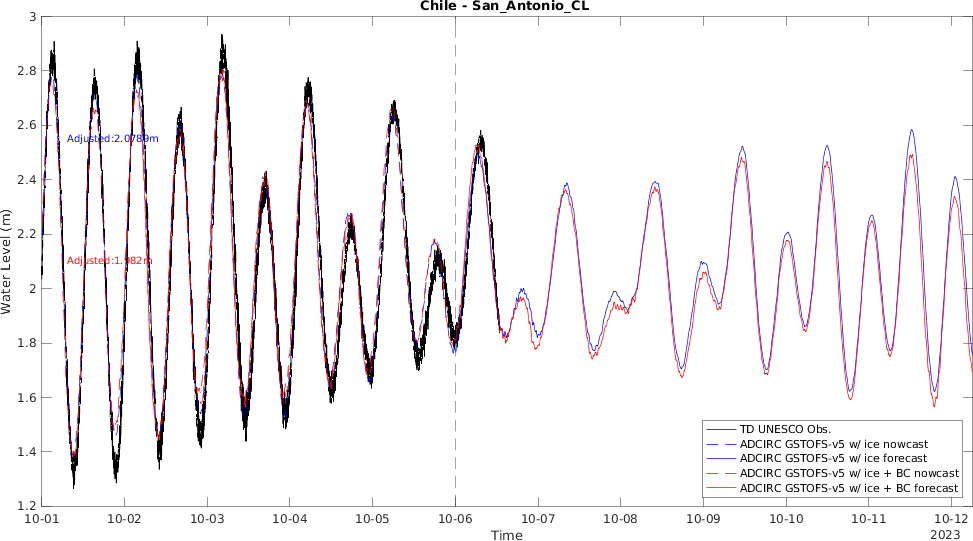 Chile - San_Antonio_CL
3
2.8
2.6
2.4
2.2
2
1.8
1.6
1.4
1.2
Water Level (m)
Adjusted:2.0789m
Adjusted:1.982m
TD UNESCO Obs.
ADCIRC GSTOFS-v5 w/ ice nowcast
ADCIRC GSTOFS-v5 w/ ice forecast
ADCIRC GSTOFS-v5 w/ ice + BC nowcast
ADCIRC GSTOFS-v5 w/ ice + BC forecast
10-01 10-02 10-03 10-04 10-05 10-06 10-07 10-08 10-09 10-10 10-11 10-12
Time
2023